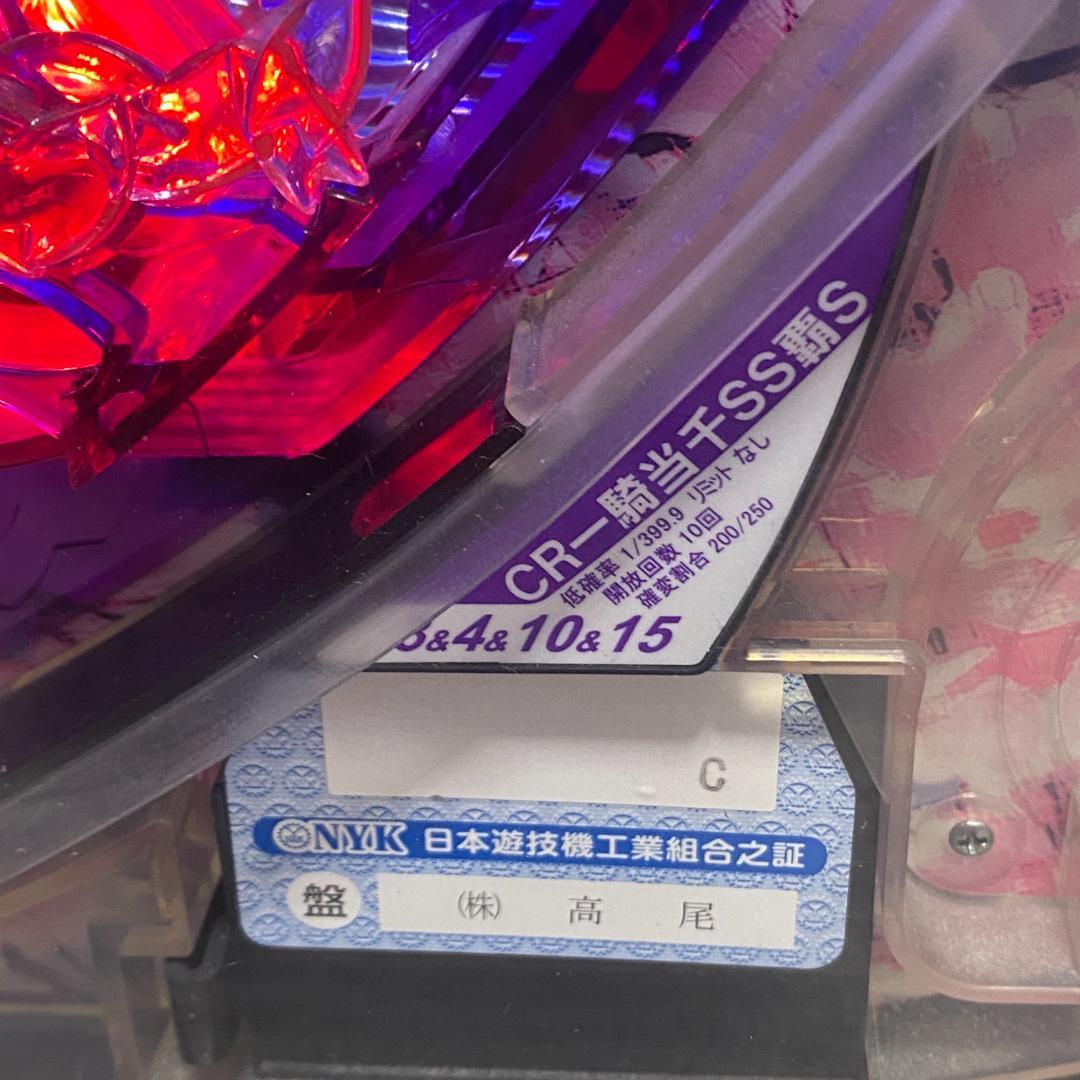 CR一騎当千SS覇S
低確率 1/399.9 リミット なし
開放回数 10回
確変割合 200/250
3&4&10&15
C
NYK 日本遊技機工業組合之証
盤 ㈱ 高 尾